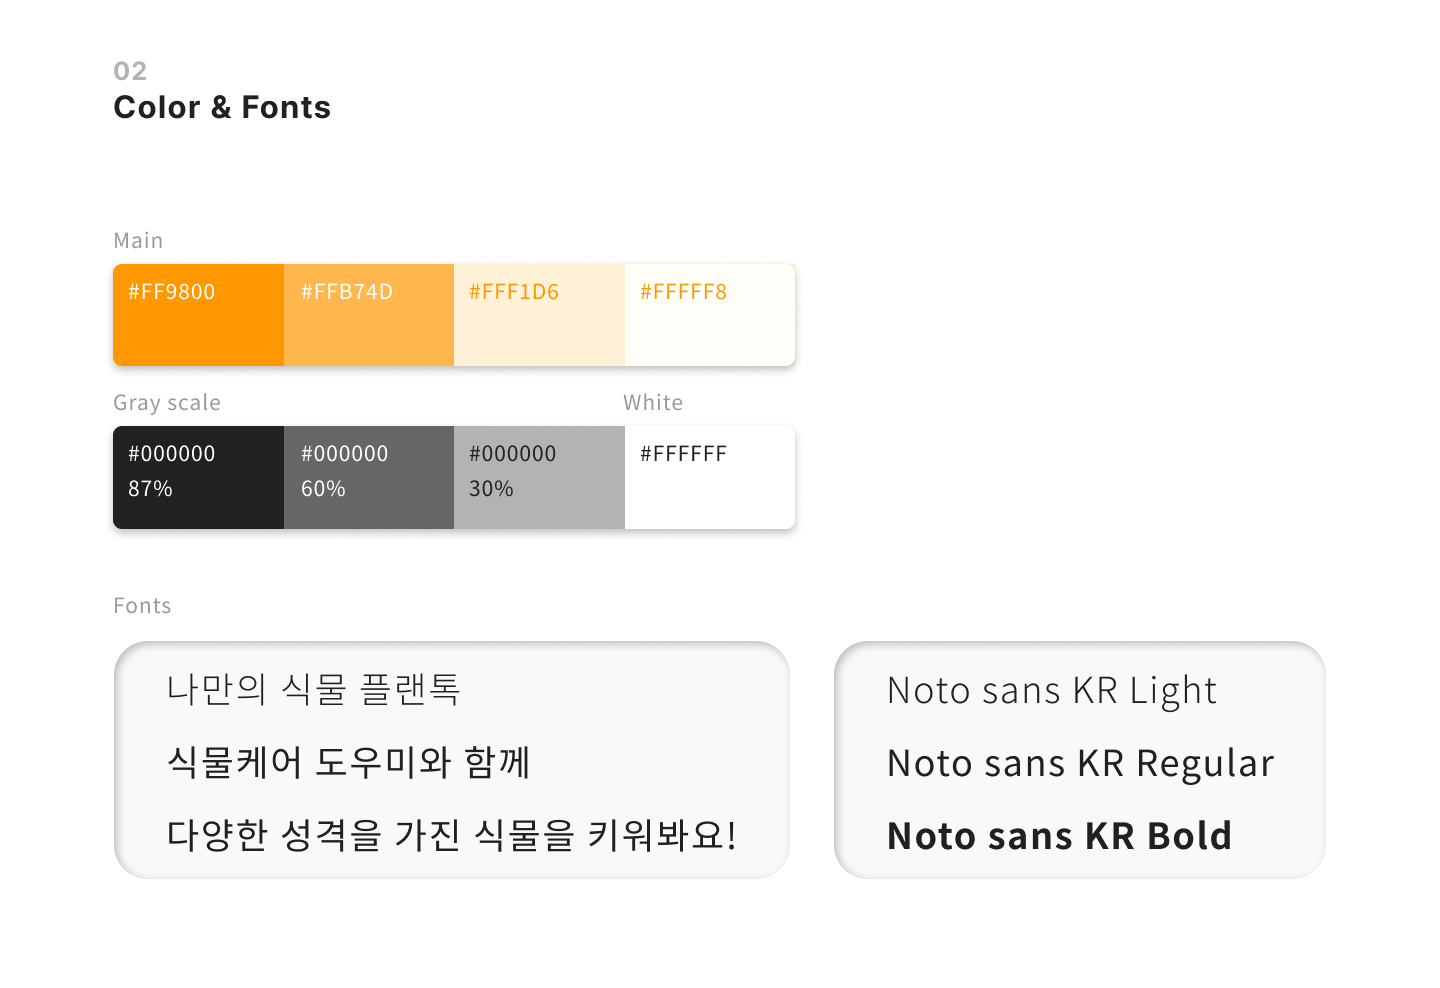 02
Color & Fonts
Main
#FF9800 #FFB74D #FFF1D6 #FFFFF8
Gray scale White
#000000 #000000 #000000 #FFFFFF
87% 60% 30%
Fonts
나만의 식물 플랜톡
식물케어 도우미와 함께
다양한 성격을 가진 식물을 키워봐요!
Noto sans KR Light
Noto sans KR Regular
Noto sans KR Bold